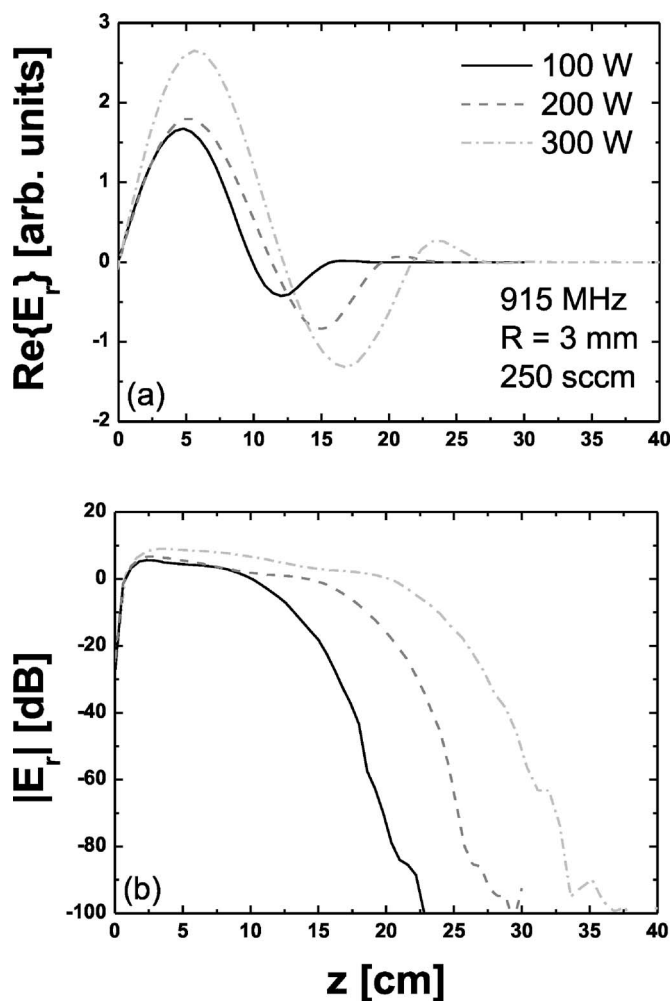 3
2
1
0
-1
-2
Re{E_r} [arb. units]
100 W
200 W
300 W
915 MHz
R = 3 mm
250 sccm
(a)
0 5 10 15 20 25 30 35 40
20
0
-20
-40
-60
-80
-100
|E_r| [dB]
(b)
0 5 10 15 20 25 30 35 40
z [cm]